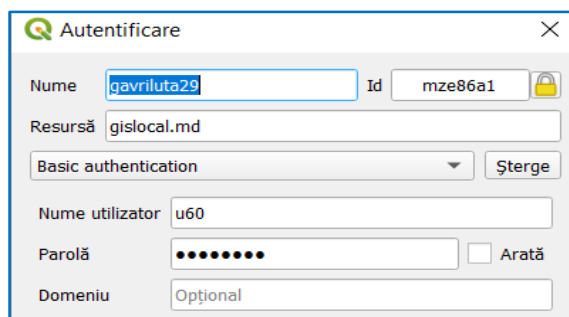 Autentificare
Nume gavriluta29 Id mze86a1
Resursă gislocal.md
Basic authentication Șterge
Nume utilizator u60
Parolă ●●●●●●●● Arată
Domeniu Opțional